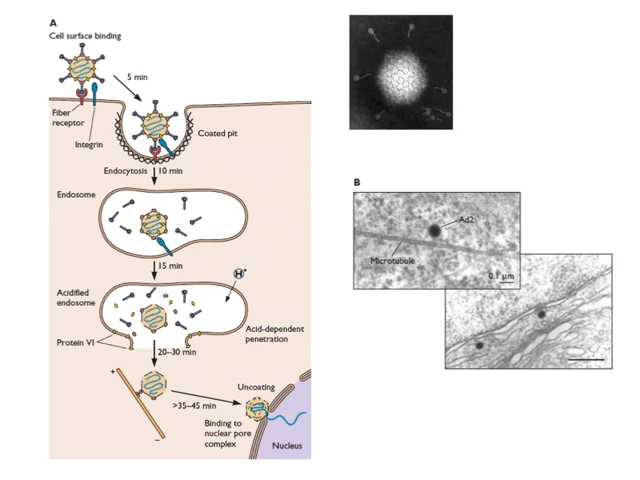 A
Cell surface binding
5 min
Fiber
receptor
Integrin
Coated pit
Endocytosis
10 min
Endosome
15 min
H+
Acidified
endosome
Acid-dependent
penetration
Protein VI
20–30 min
+
–
>35–45 min
Uncoating
Binding to
nuclear pore
complex
Nucleus
B
Ad2
Microtubule
0.1 μm